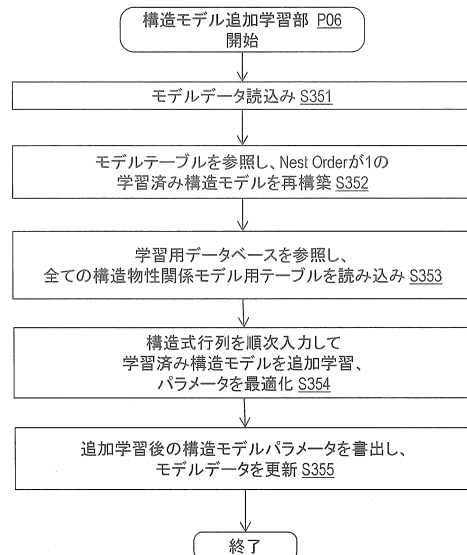 構造モデル追加学習部 P06
開始
モデルデータ読込み S351
モデルテーブルを参照し、Nest Orderが1の
学習済み構造モデルを再構築 S352
学習用データベースを参照し、
全ての構造物性関係モデル用テーブルを読み込み S353
構造式行列を順次入力して
学習済み構造モデルを追加学習、
パラメータを最適化 S354
追加学習後の構造モデルパラメータを書出し、
モデルデータを更新 S355
終了